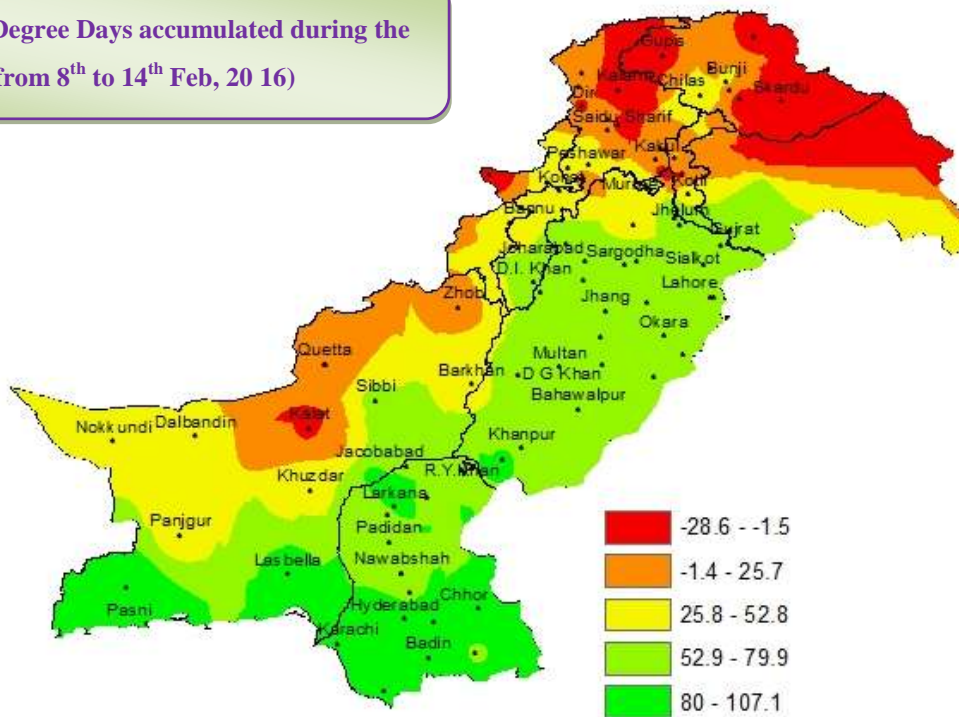 Degree Days accumulated during the
from 8th to 14th Feb, 20 16)
Gupis
Kalam
Chilas
Bunji
Skardu
Dir
Saidu Sharif
Peshawar
Kakul
Kohat
Murree
Kotli
Bannu
Jhelum
Gujrat
Joharabad
Sargodha
Sialkot
D.I. Khan
Lahore
Zhob
Jhang
Okara
Quetta
Multan
Barkhan
D G Khan
Sibbi
Bahawalpur
Kalat
Nokkundi
Dalbandin
Khanpur
Jacobabad
R.Y.Khan
Khuzdar
Larkana
Panjgur
Padidan
Lasbella
Nawabshah
Pasni
Hyderabad
Chhor
Karachi
Badin
-28.6 - -1.5
-1.4 - 25.7
25.8 - 52.8
52.9 - 79.9
80 - 107.1